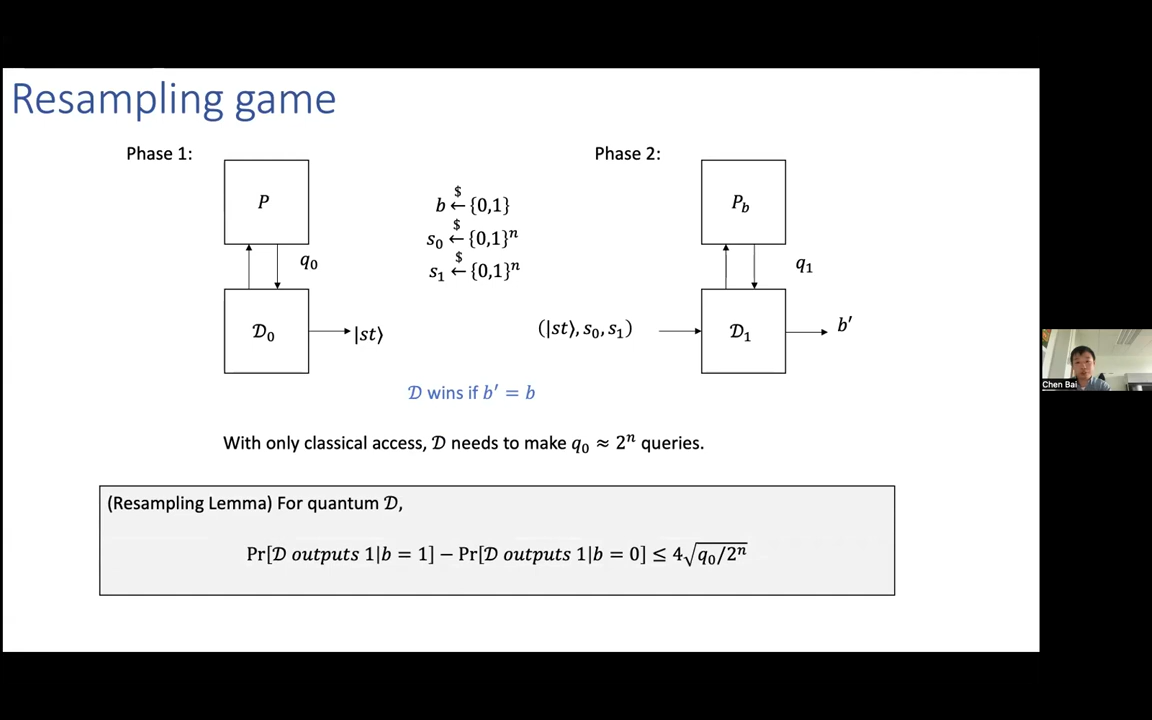 Resampling game
Phase 1:
Phase 2:
P
P_b
b $← {0,1}
s_0 $← {0,1}^n
s_1 $← {0,1}^n
q_0
q_1
𝒟_0
|st⟩
(|st⟩, s_0, s_1)
𝒟_1
b′
𝒟 wins if b′ = b
Chen Bai
With only classical access, 𝒟 needs to make q_0 ≈ 2^n queries.
(Resampling Lemma) For quantum 𝒟,
Pr[𝒟 outputs 1|b = 1] − Pr[𝒟 outputs 1|b = 0] ≤ 4√(q_0/2^n)